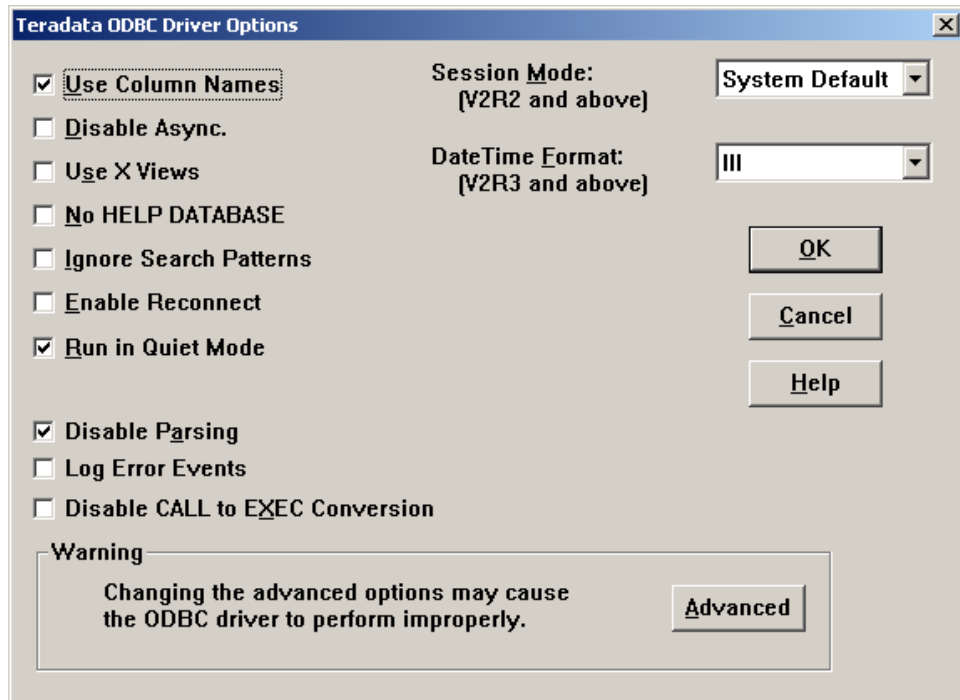 Teradata ODBC Driver Options
Use Column Names
Disable Async.
Use X Views
No HELP DATABASE
Ignore Search Patterns
Enable Reconnect
Run in Quiet Mode
Disable Parsing
Log Error Events
Disable CALL to EXEC Conversion
Session Mode:
(V2R2 and above)
System Default
DateTime Format:
(V2R3 and above)
III
OK
Cancel
Help
Warning
Changing the advanced options may cause
the ODBC driver to perform improperly.
Advanced